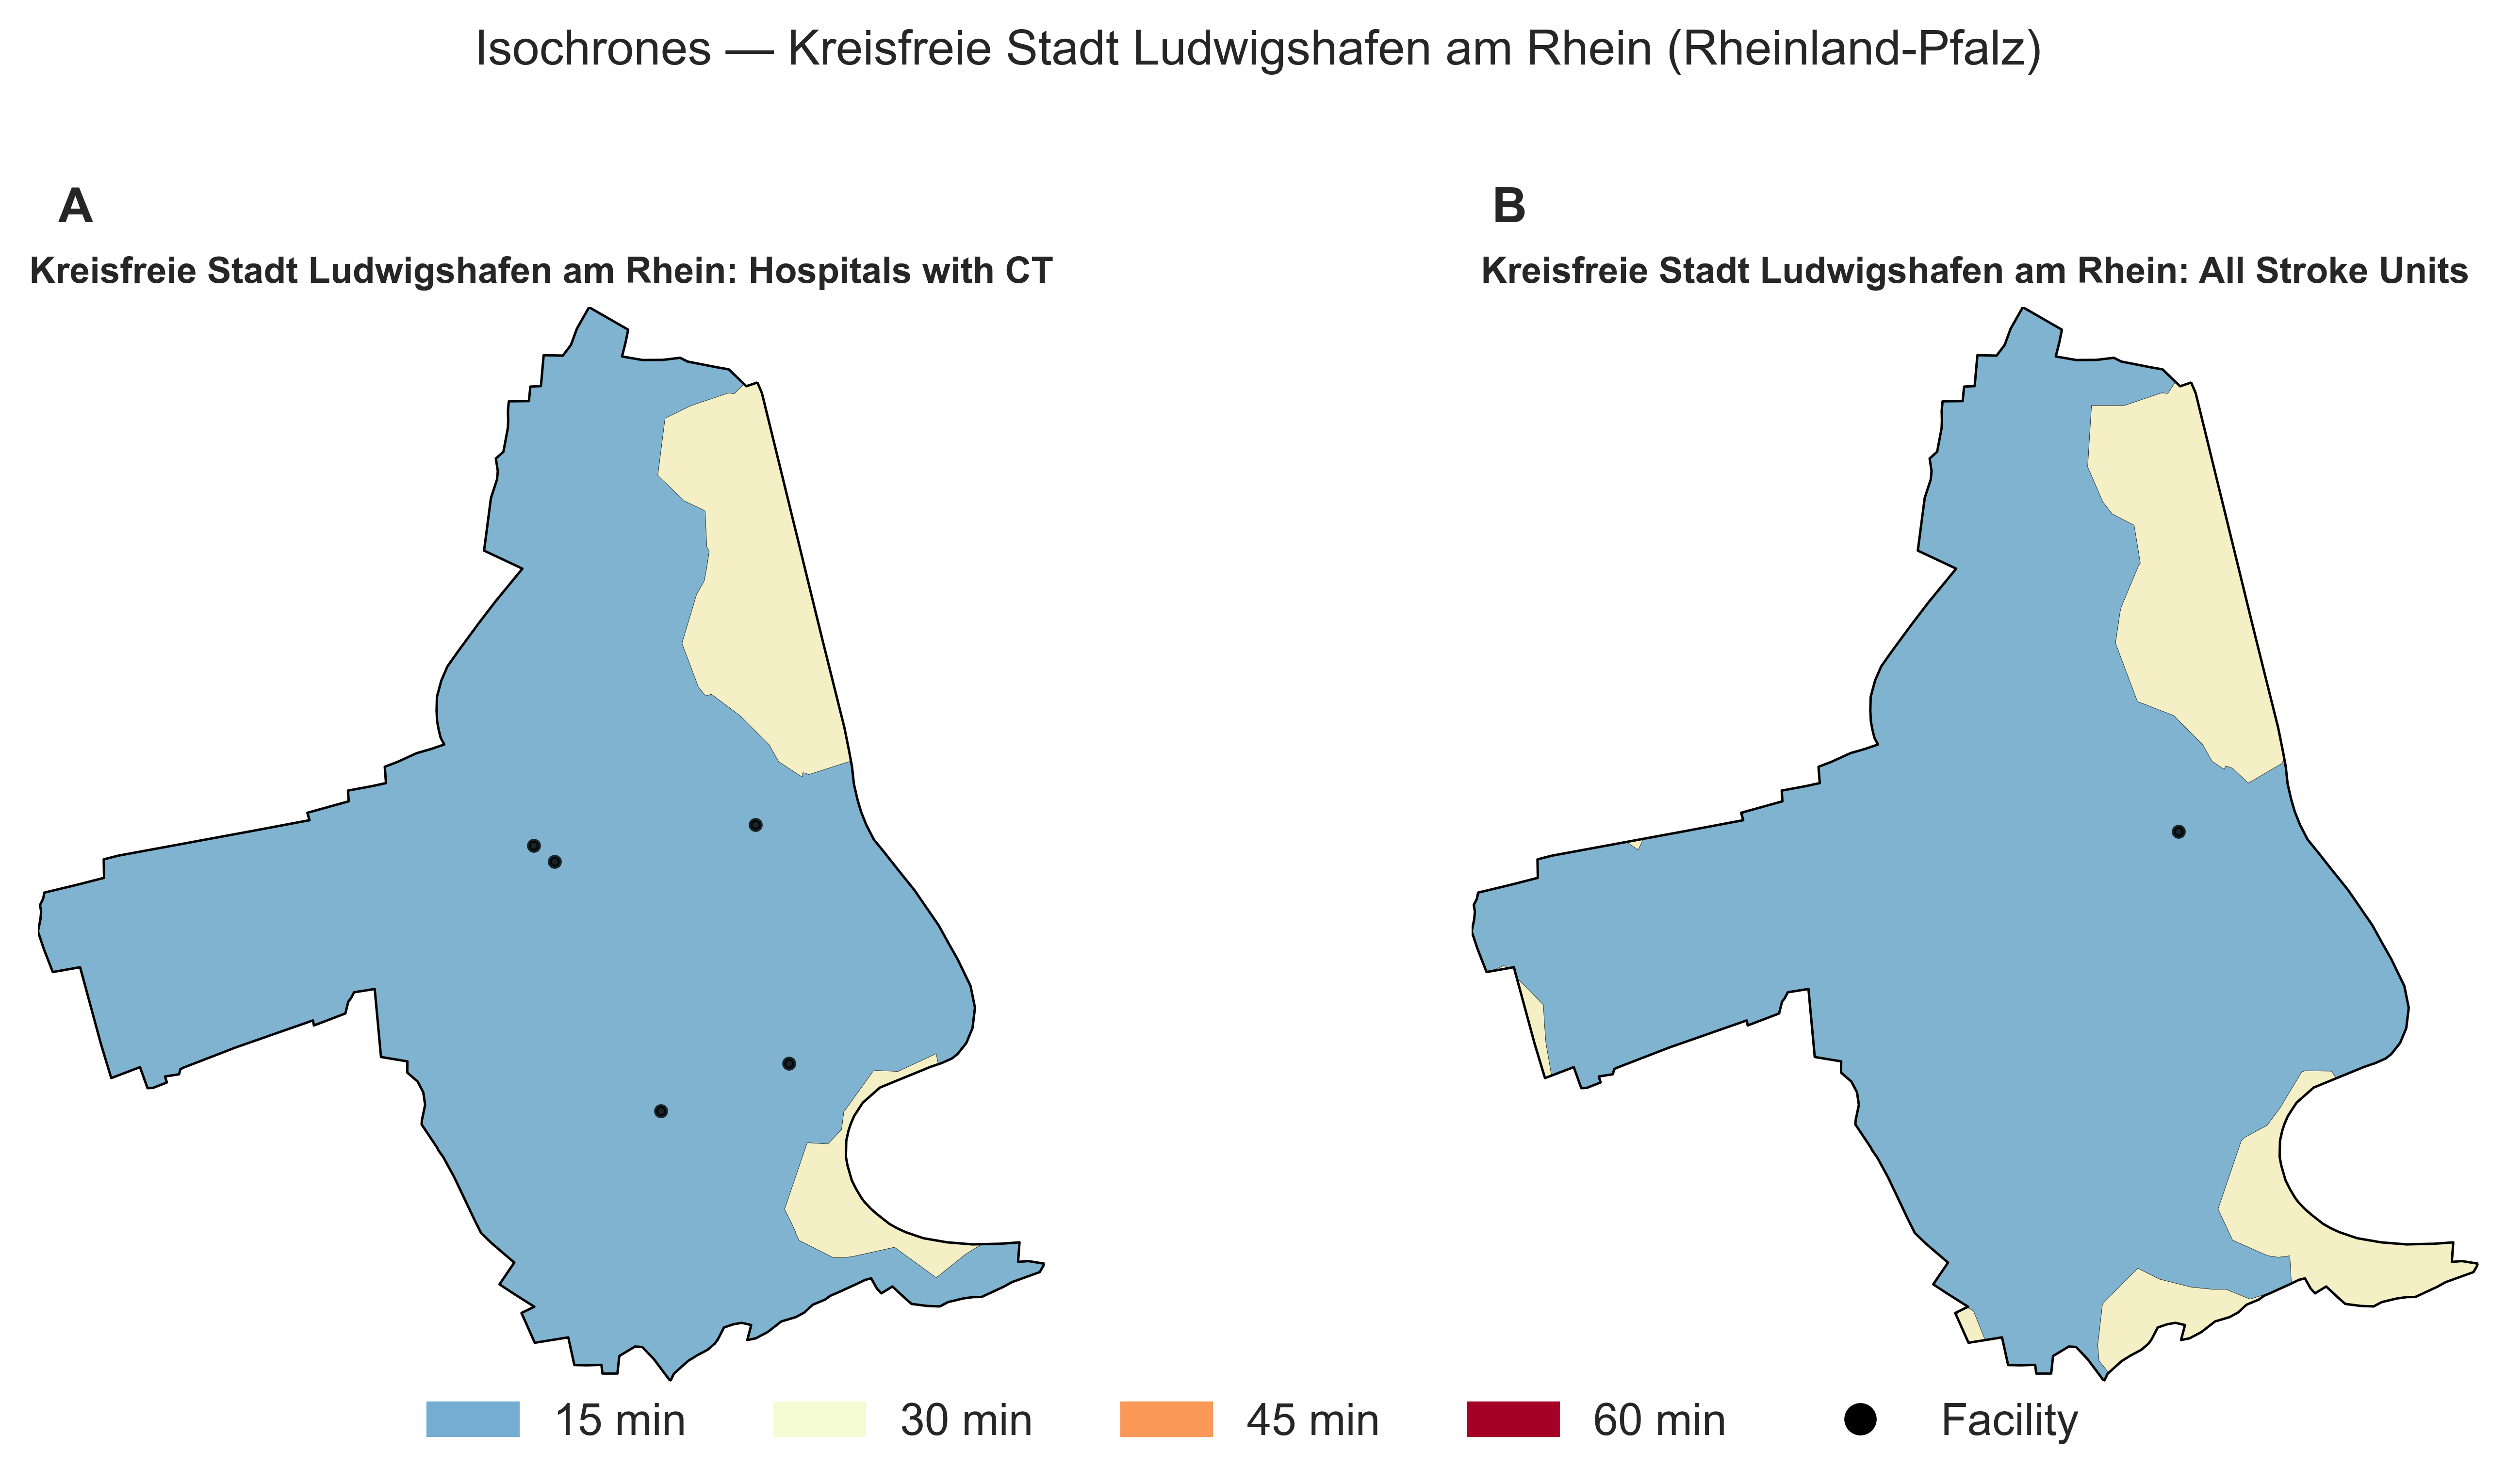 Isochrones — Kreisfreie Stadt Ludwigshafen am Rhein (Rheinland-Pfalz)
A
Kreisfreie Stadt Ludwigshafen am Rhein: Hospitals with CT
B
Kreisfreie Stadt Ludwigshafen am Rhein: All Stroke Units
15 min
30 min
45 min
60 min
Facility